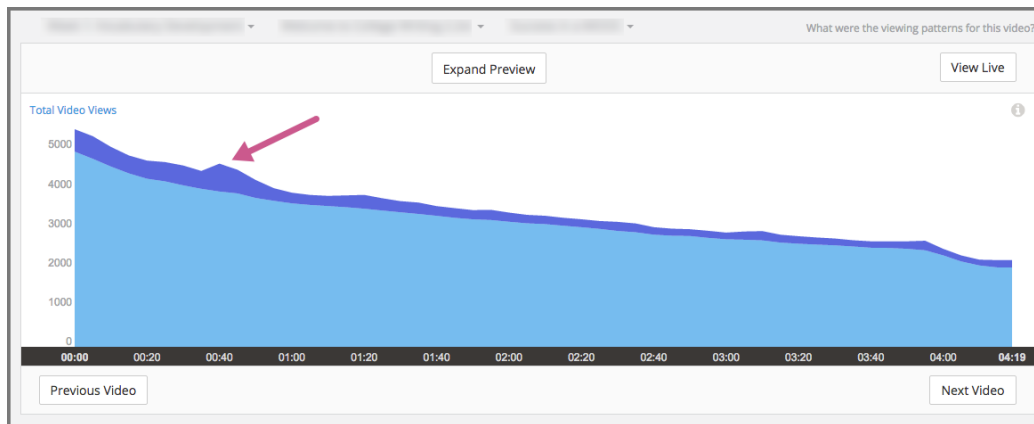 What were the viewing patterns for this video?
Expand Preview
View Live
Total Video Views
5000
4000
3000
2000
1000
0
00:00 00:20 00:40 01:00 01:20 01:40 02:00 02:20 02:40 03:00 03:20 03:40 04:00 04:19
Previous Video
Next Video